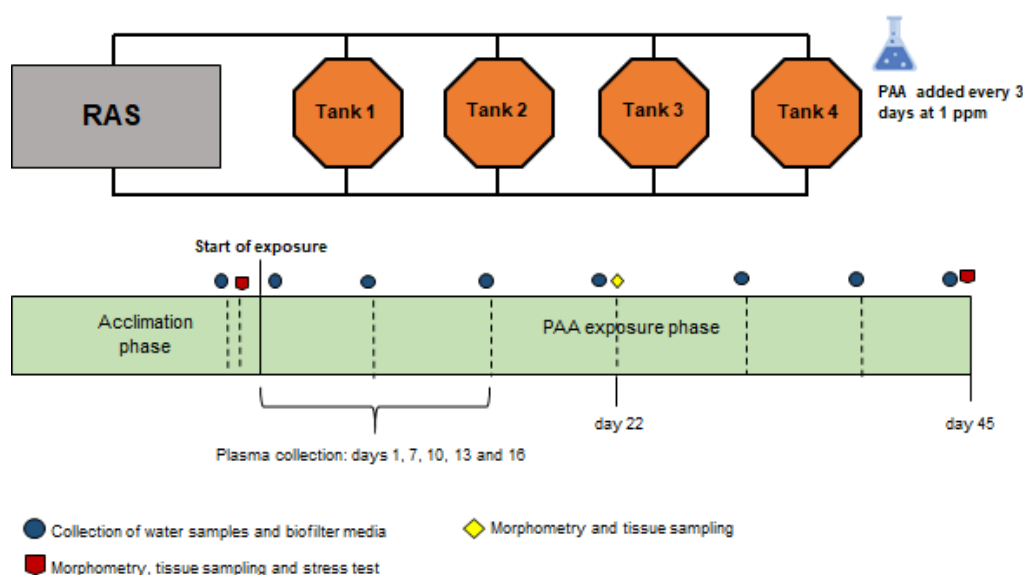 RAS
Tank 1
Tank 2
Tank 3
Tank 4
PAA added every 3
days at 1 ppm
Start of exposure
Acclimation
phase
PAA exposure phase
day 22
day 45
Plasma collection: days 1, 7, 10, 13 and 16
Collection of water samples and biofilter media
Morphometry and tissue sampling
Morphometry, tissue sampling and stress test